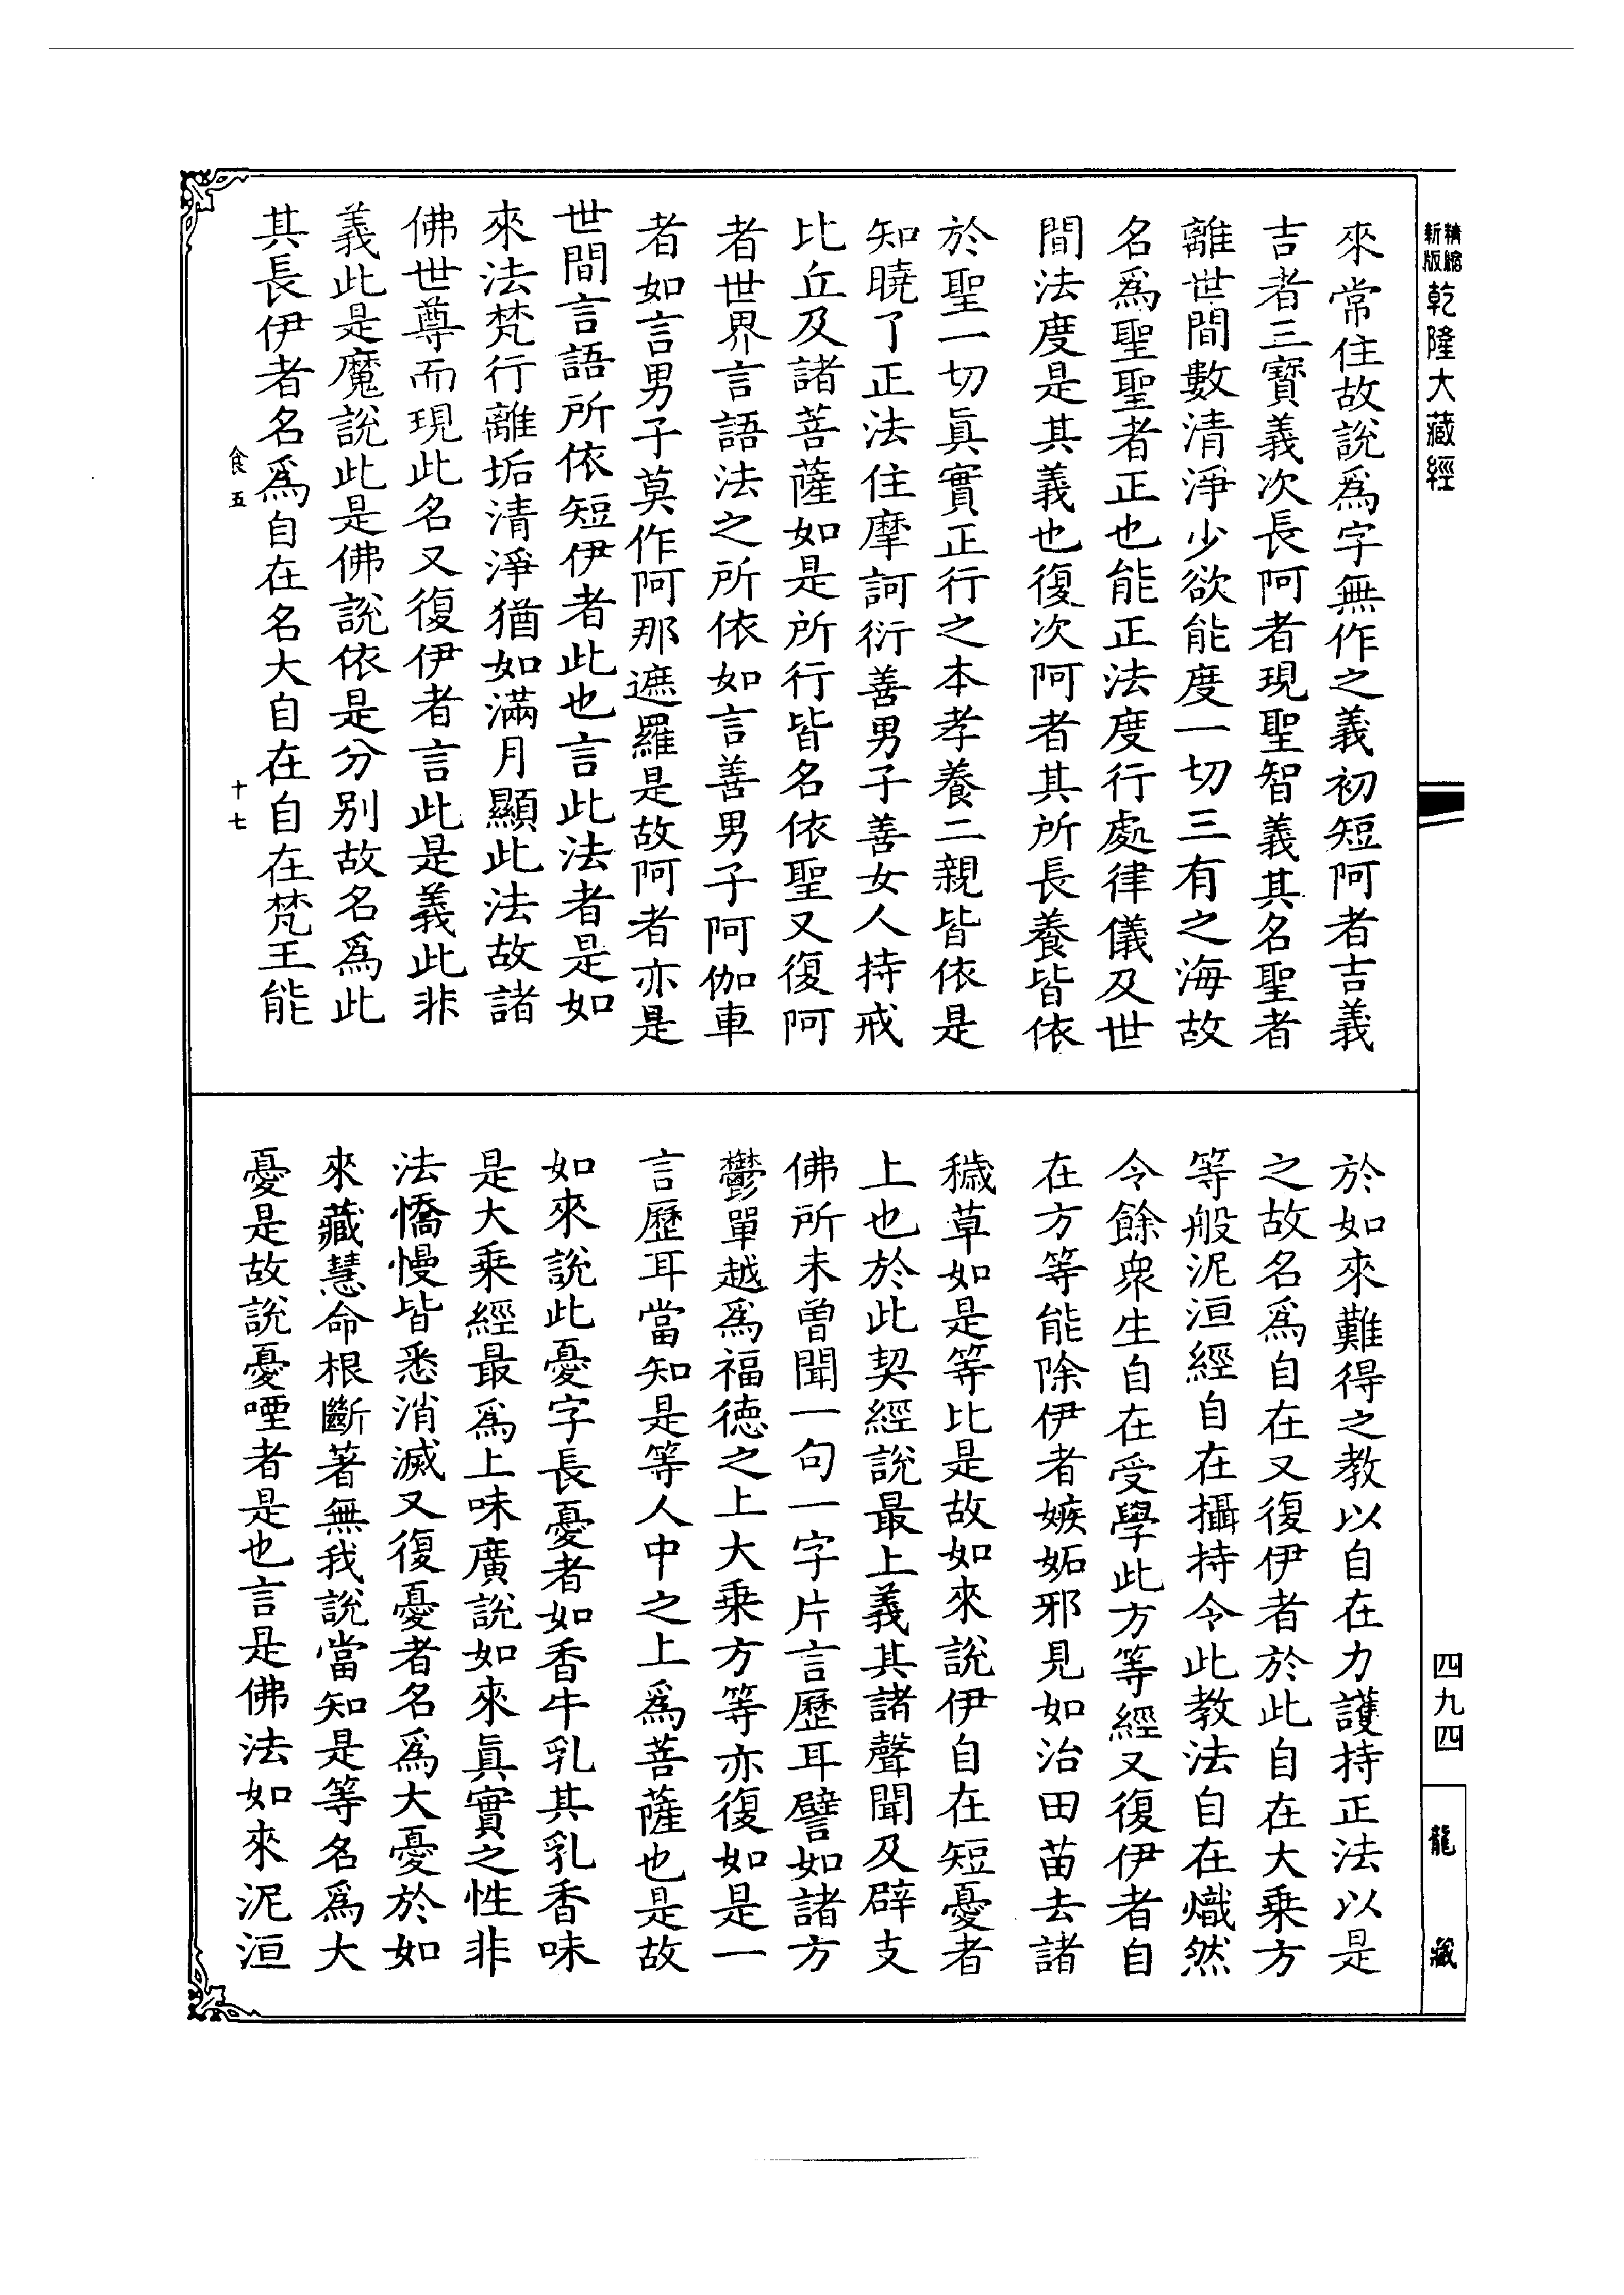 精縮新版乾隆大藏經
來常住故說為字無作之義初短阿者吉義
吉者三寶義次長阿者現聖智義其名聖者
離世間數清淨少欲能度一切三有之海故
名為聖聖者正也能正法度行處律儀及世
間法度是其義也復次阿者其所長養皆依
於聖一切眞實正行之本孝養二親皆依是
知曉了正法住摩訶衍善男子善女人持戒
比丘及諸菩薩如是所行皆名依聖又復阿
者世界言語法之所依如言善男子阿伽車
者如言男子莫作阿那遮羅是故阿者亦是
世間言語所依短伊者此也言此法者是如
來法梵行離垢清淨猶如滿月顯此法故諸
佛世尊而現此名又復伊者言此是義此非
義此是魔說此是佛說依是分別故名為此
其長伊者名為自在名大自在自在梵王能
食五
十七
於如來難得之教以自在力護持正法以是
之故名為自在又復伊者於此自在大乗方
等般泥洹經自在攝持令此教法自在熾然
令餘衆生自在受學此方等經又復伊者自
在方等能除伊者嫉妬邪見如治田苗去諸
穢草如是等比是故如來說伊自在短憂者
上也於此契經說最上義其諸聲聞及辟支
佛所未曾聞一句一字片言歷耳譬如諸方
鬱單越為福德之上大乗方等亦復如是一
言歷耳當知是等人中之上為菩薩也是故
如來說此憂字長憂者如香牛乳其乳香味
是大乗經最為上味廣說如來眞實之性非
法憍慢皆悉消滅又復憂者名為大憂於如
來藏慧命根斷著無我說當知是等名為大
憂是故說憂咽者是也言是佛法如來泥洹
四九四
龍藏